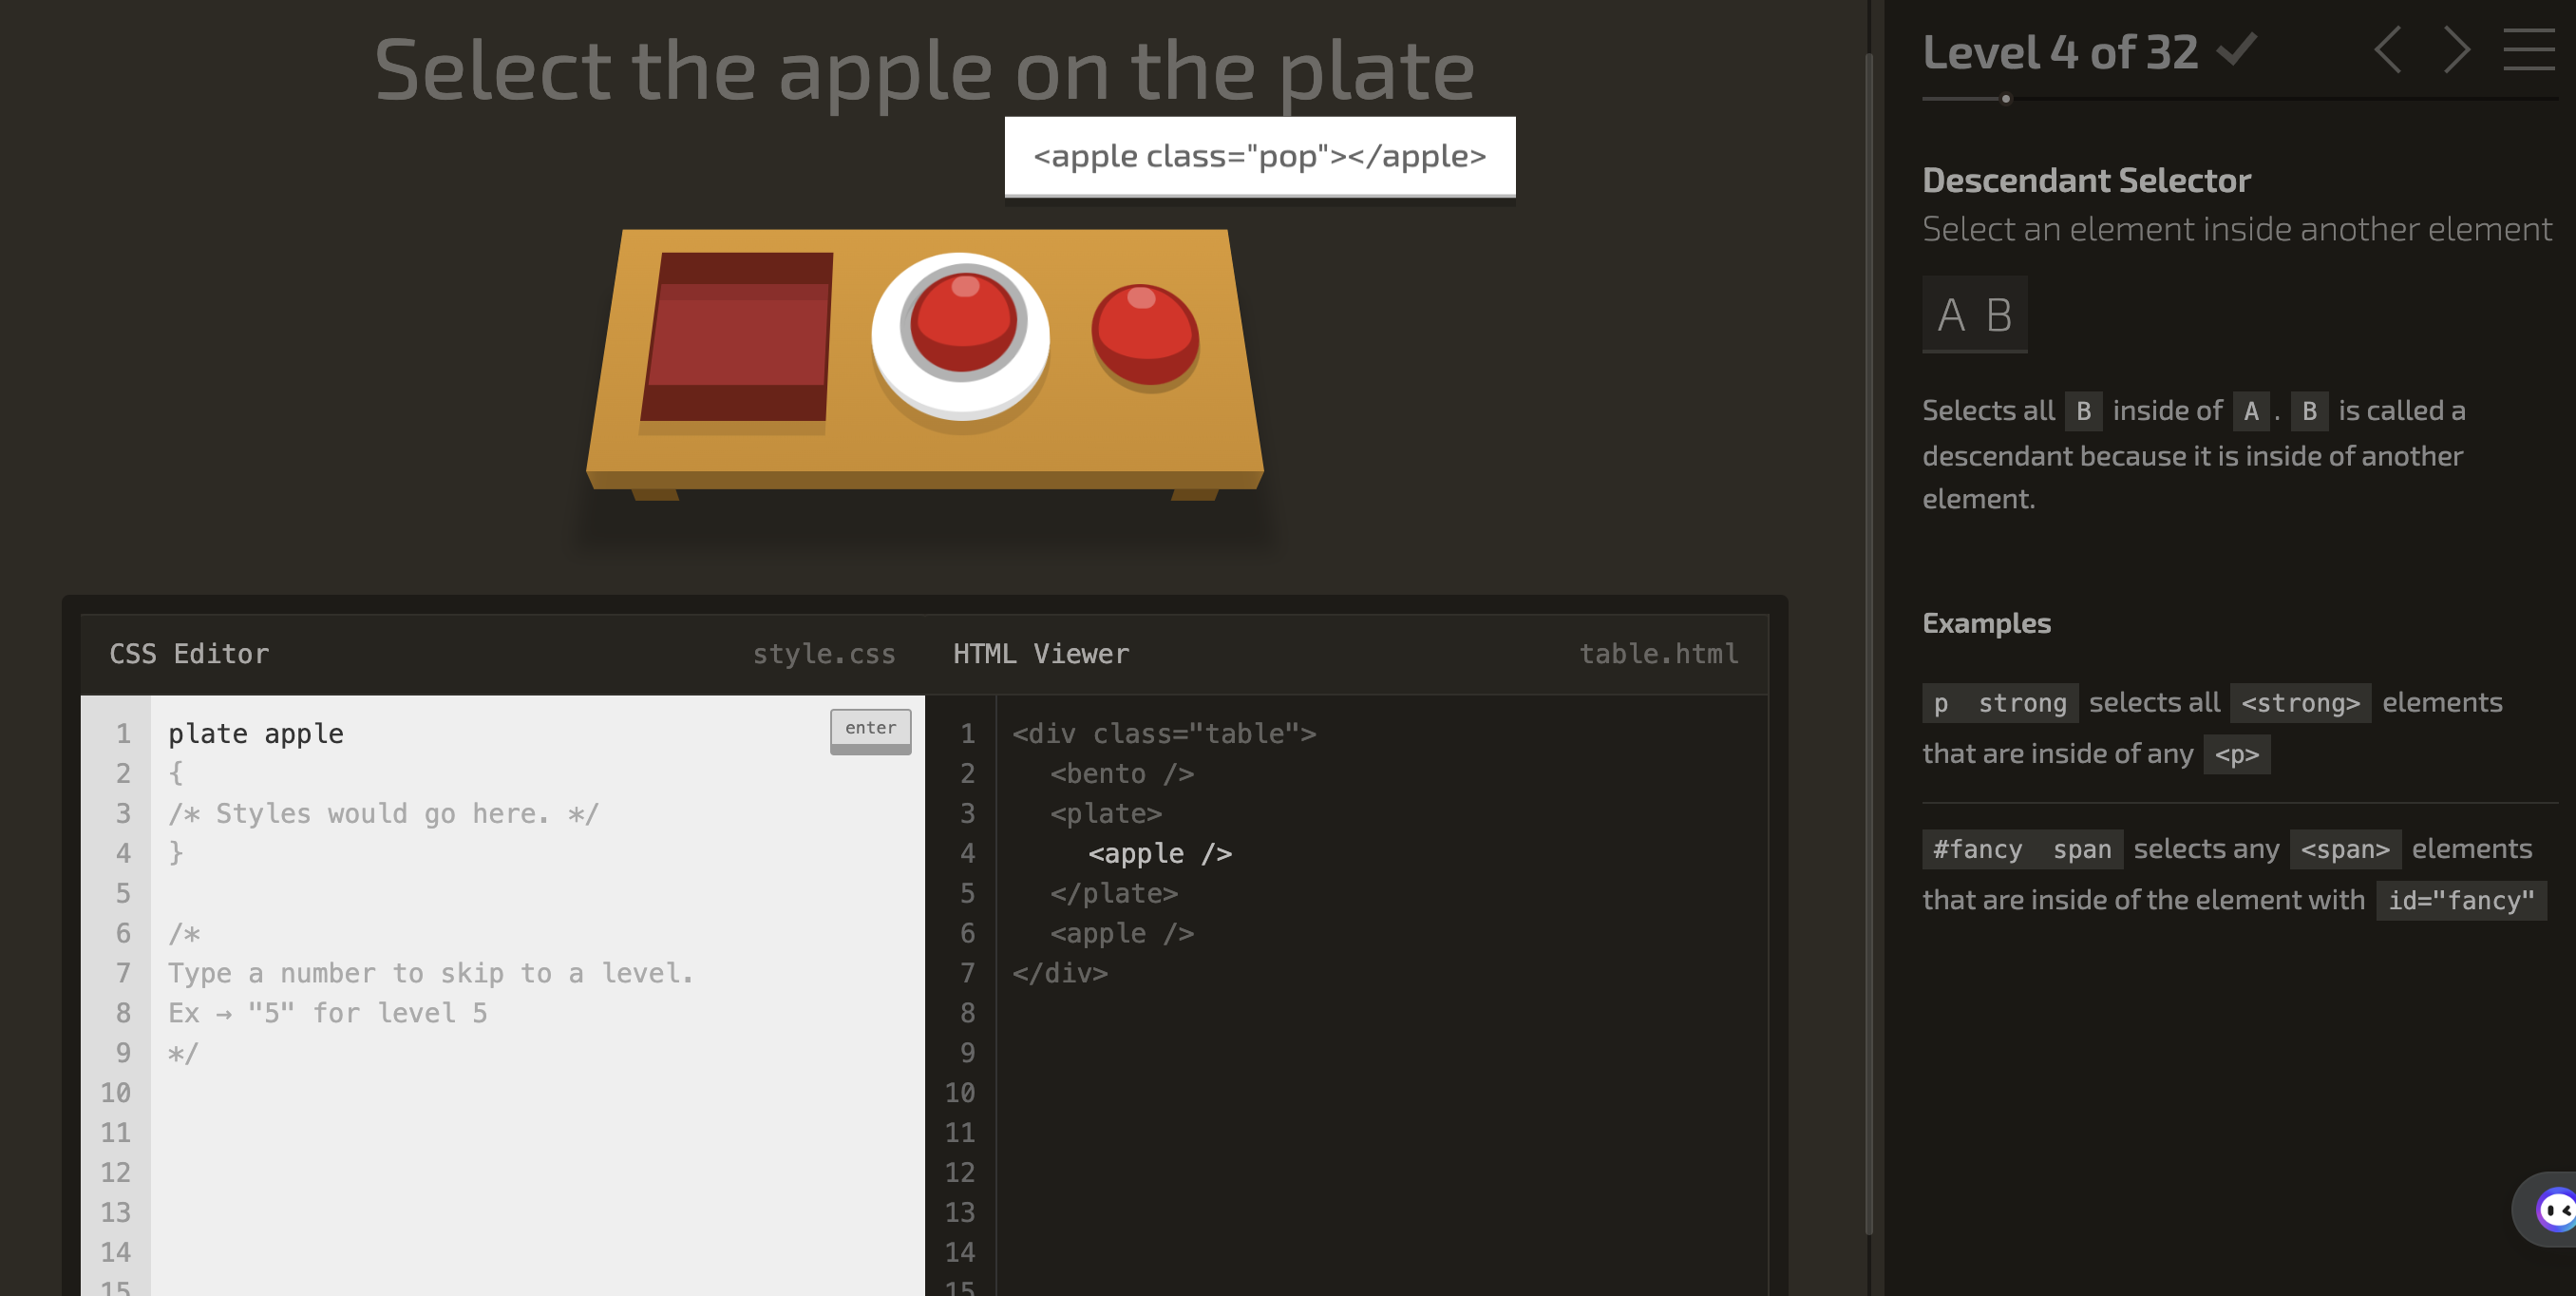 Select the apple on the plate
<apple class="pop"></apple>
CSS Editor style.css
1 plate apple enter
2 {
3 /* Styles would go here. */
4 }
5
6 /*
7 Type a number to skip to a level.
8 Ex → "5" for level 5
9 */
10
11
12
13
14
15
HTML Viewer table.html
1 <div class="table">
2 <bento />
3 <plate>
4 <apple />
5 </plate>
6 <apple />
7 </div>
8
9
10
11
12
13
14
15
Level 4 of 32
Descendant Selector
Select an element inside another element
A B
Selects all B inside of A . B is called a
descendant because it is inside of another
element.
Examples
p strong selects all <strong> elements
that are inside of any <p>
#fancy span selects any <span> elements
that are inside of the element with id="fancy"